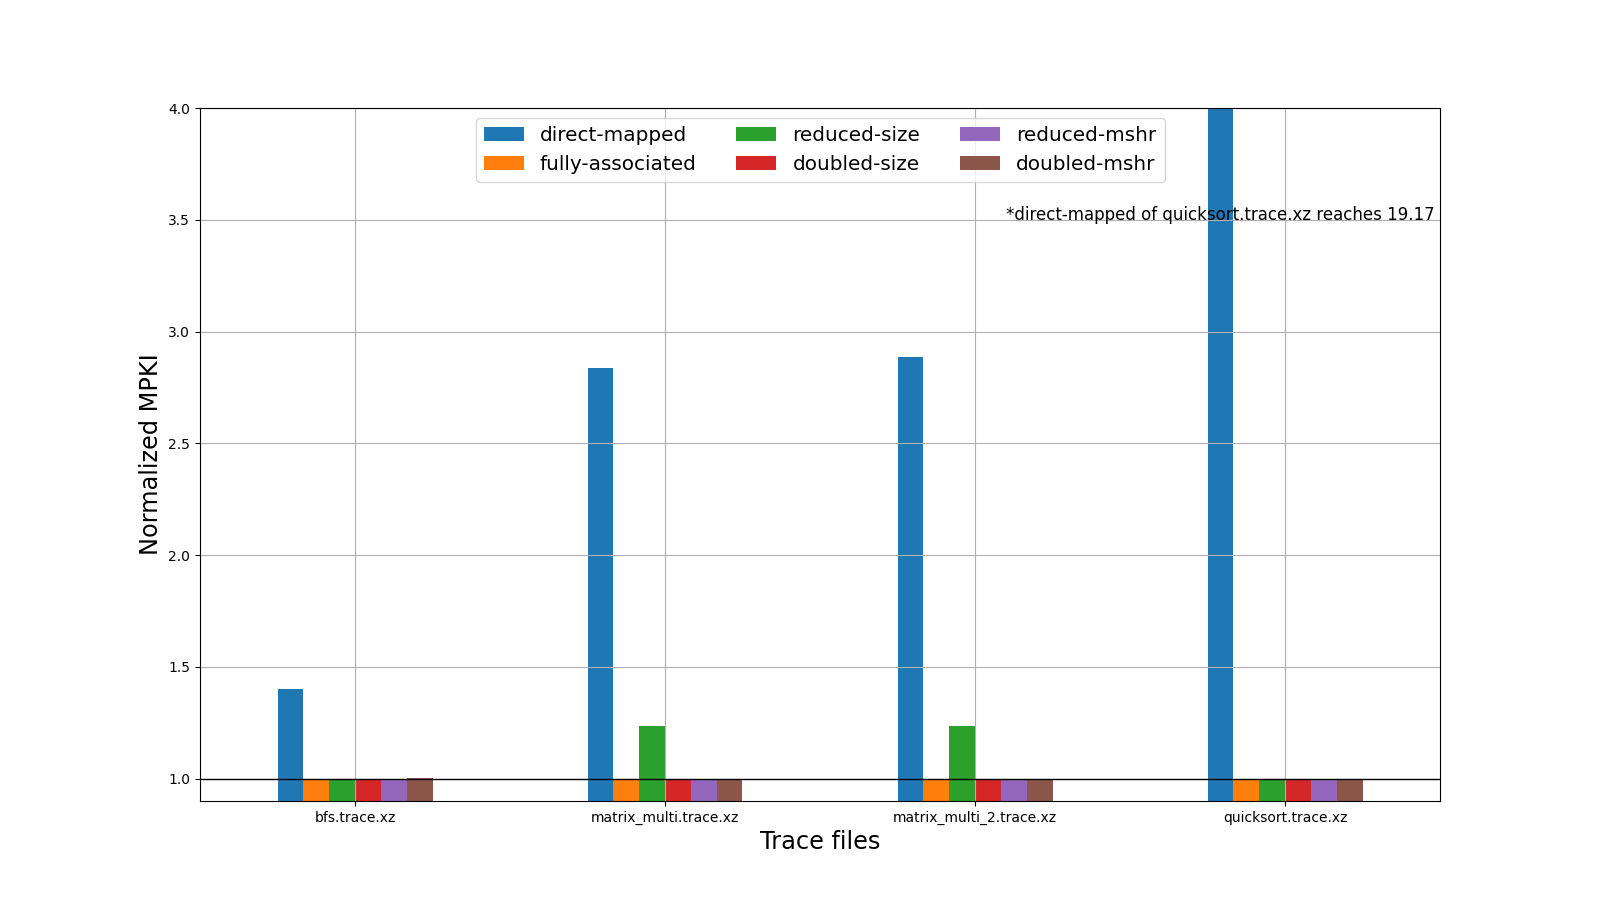 4.0
direct-mapped reduced-size reduced-mshr
fully-associated doubled-size doubled-mshr
*direct-mapped of quicksort.trace.xz reaches 19.17
3.5
3.0
2.5
2.0
1.5
1.0
Normalized MPKI
bfs.trace.xz matrix_multi.trace.xz matrix_multi_2.trace.xz quicksort.trace.xz
Trace files